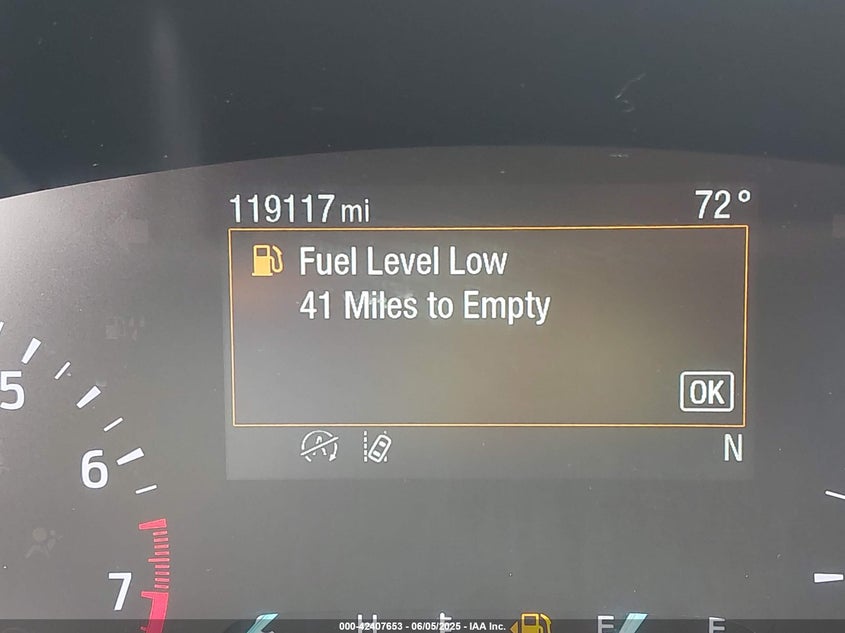 119117 mi 72°
Fuel Level Low
41 Miles to Empty
OK
5
A
N
6
7
H E F E
000-42407653 - 06/05/2025 - IAA Inc.